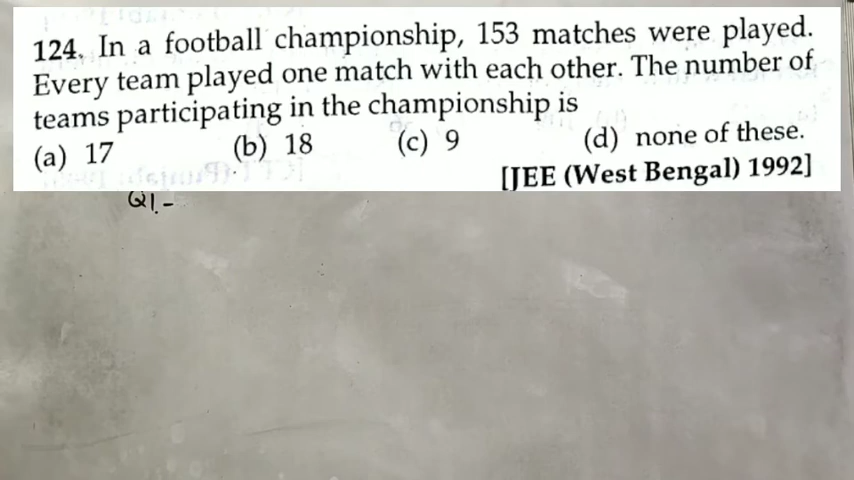 124. In a football championship, 153 matches were played.
Every team played one match with each other. The number of
teams participating in the championship is
(a) 17 (b) 18 (c) 9 (d) none of these.
[JEE (West Bengal) 1992]
Q1.-